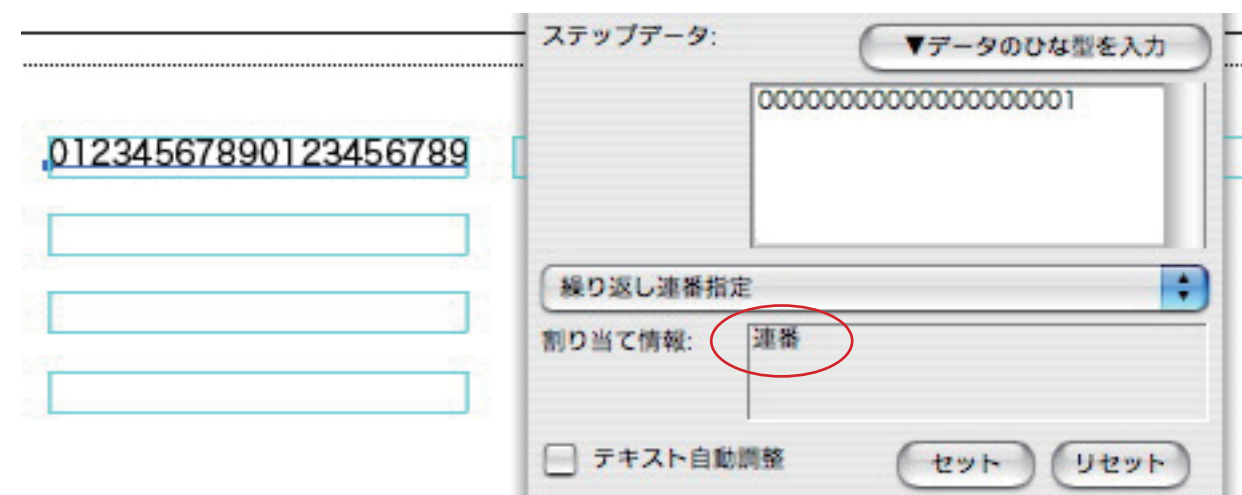 ステップデータ:
▼データのひな型を入力
00000000000000000001
01234567890123456789
繰り返し連番指定
割り当て情報:
連番
テキスト自動調整
セット
リセット